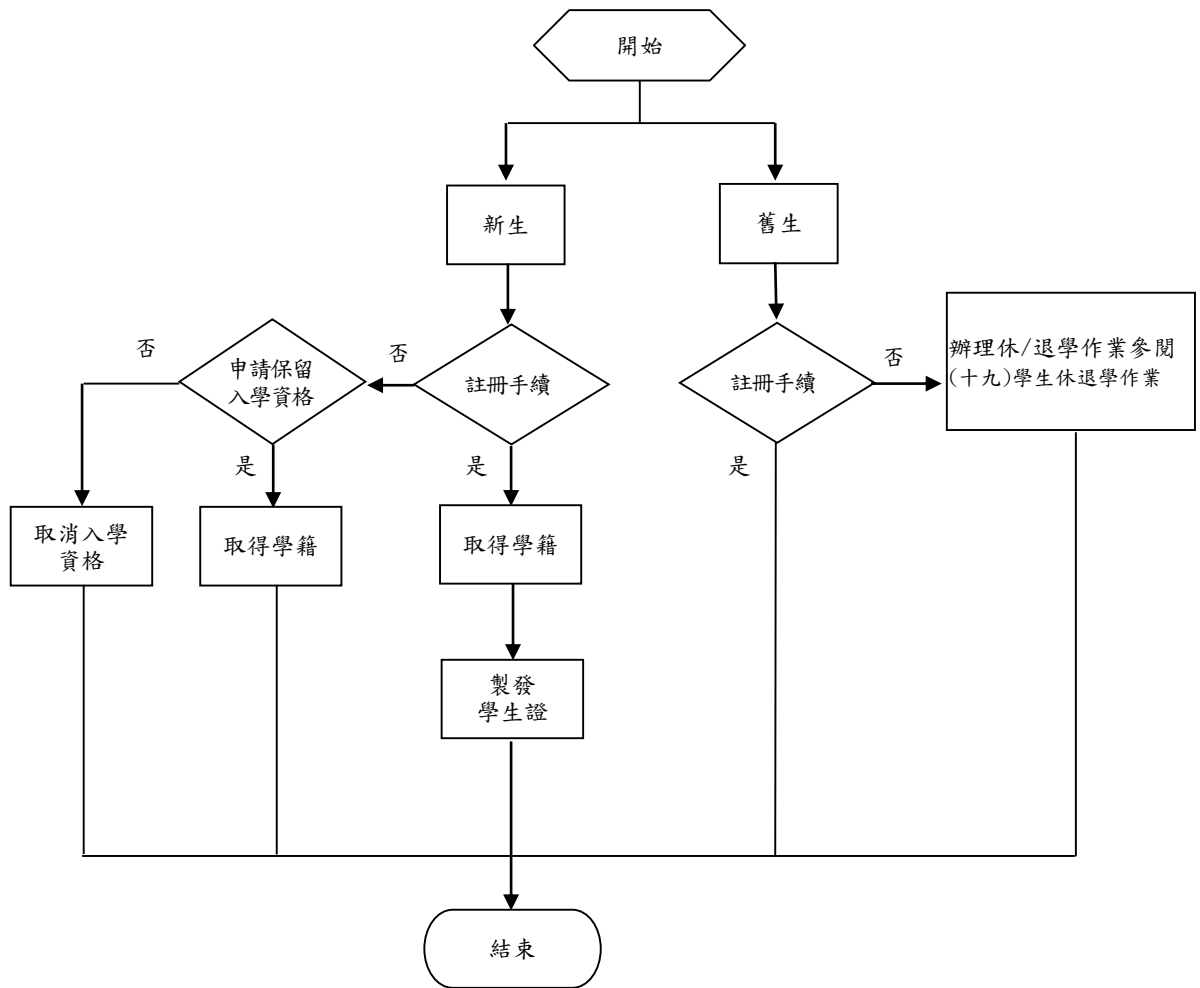 開始
新生
舊生
否
申請保留
入學資格
否
註冊手續
註冊手續
否
辦理休/退學作業參閱
(十九)學生休退學作業
是
是
是
取消入學
資格
取得學籍
取得學籍
製發
學生證
結束